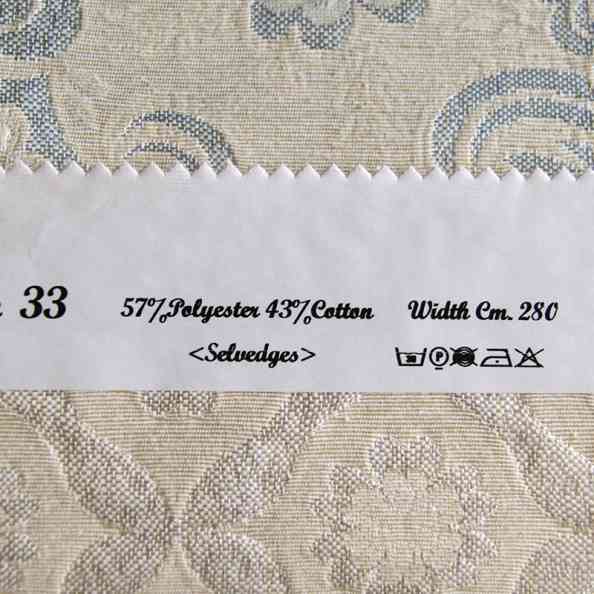 33 57%Polyester 43%Cotton Width Cm. 280
<Selvedges>
P